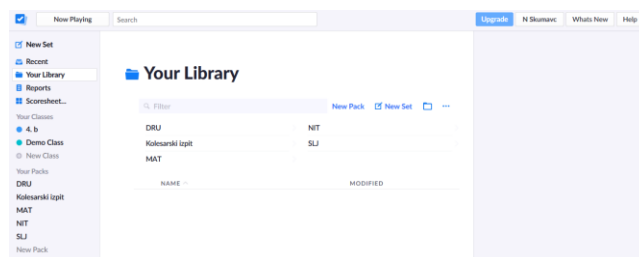 Now Playing
Search
Upgrade
N Skumavc
Whats New
Help
New Set
Recent
Your Library
Reports
Scoresheet...
Your Classes
4. b
Demo Class
New Class
Your Packs
DRU
Kolesarski izpit
MAT
NIT
SLJ
New Pack
Your Library
Filter
New Pack
New Set
DRU
NIT
Kolesarski izpit
SLJ
MAT
NAME
MODIFIED